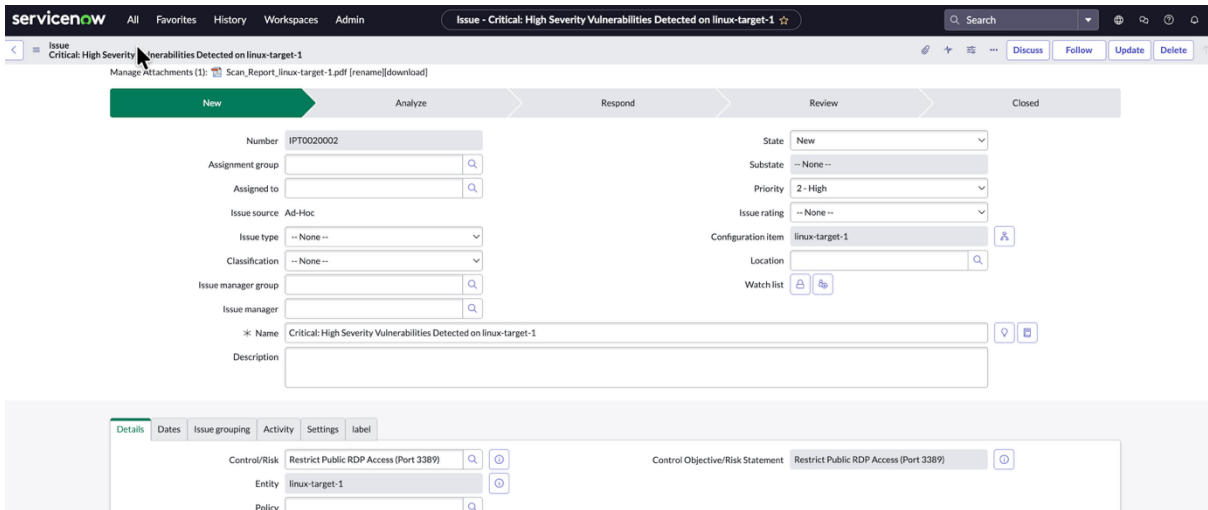 servicenow All Favorites History Workspaces Admin Issue - Critical: High Severity Vulnerabilities Detected on linux-target-1 Search
Issue
Critical: High Severity Vulnerabilities Detected on linux-target-1 Discuss Follow Update Delete
Manage Attachments (1): Scan_Report_linux-target-1.pdf [rename][download]
New Analyze Respond Review Closed
Number IPT0020002 State New
Assignment group Substate -- None --
Assigned to Priority 2 - High
Issue source Ad-Hoc Issue rating -- None --
Issue type -- None -- Configuration item linux-target-1
Classification -- None -- Location
Issue manager group Watch list
Issue manager
Name Critical: High Severity Vulnerabilities Detected on linux-target-1
Description
Details Dates Issue grouping Activity Settings label
Control/Risk Restrict Public RDP Access (Port 3389) Control Objective/Risk Statement Restrict Public RDP Access (Port 3389)
Entity linux-target-1
Policy